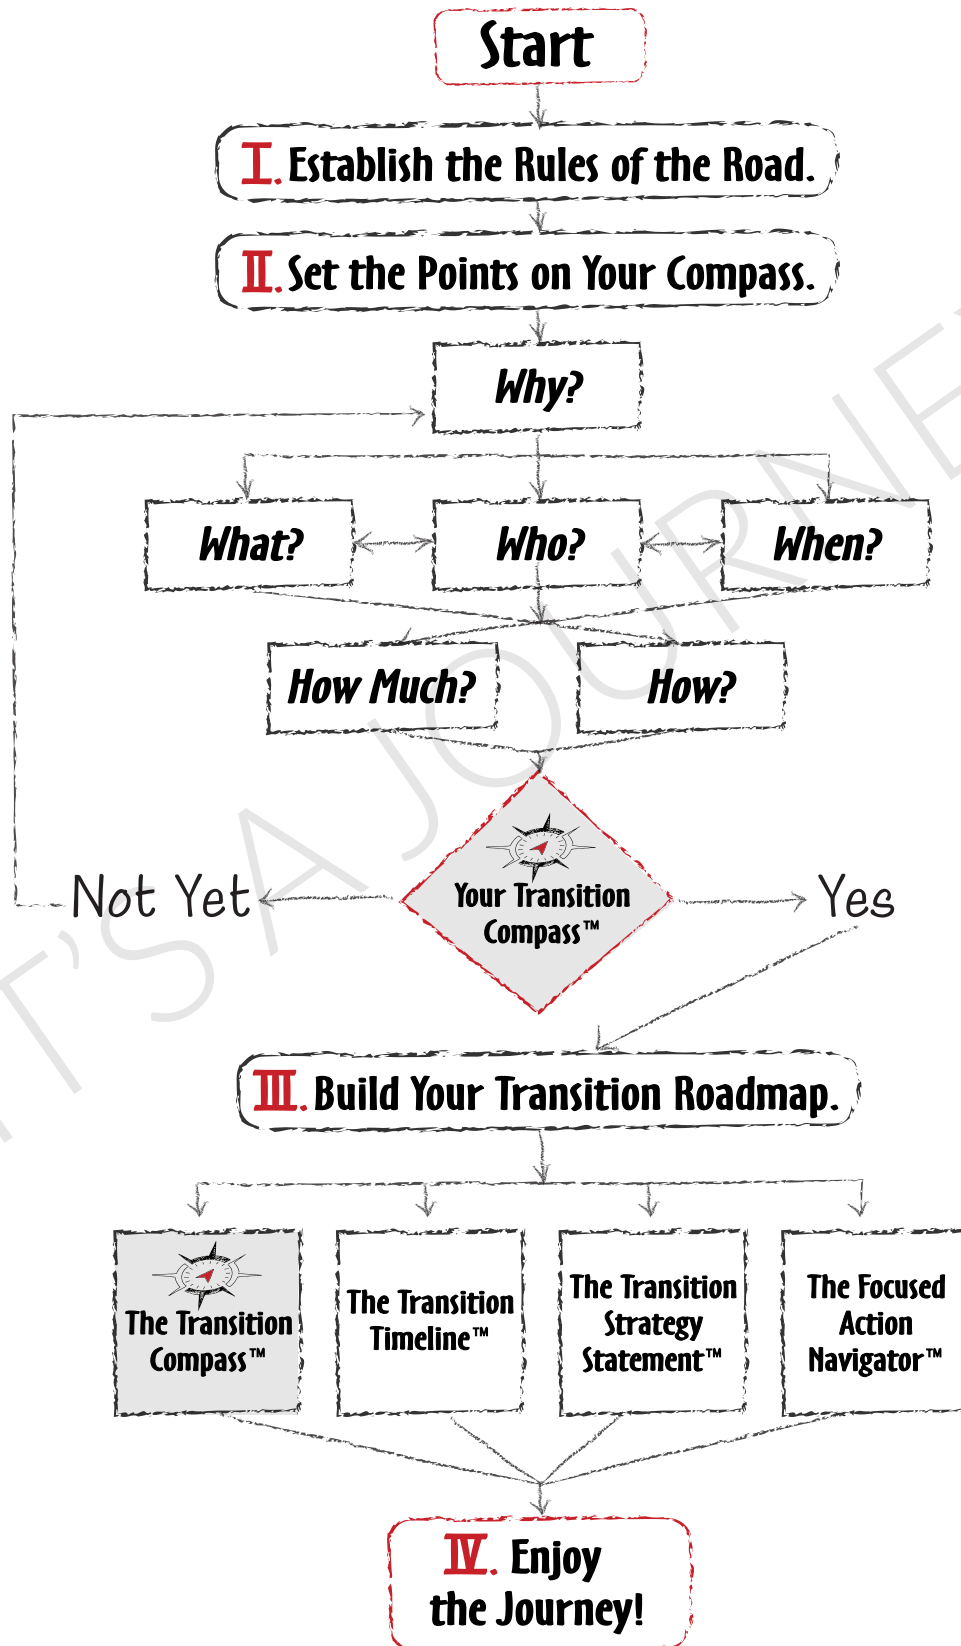 Start
I. Establish the Rules of the Road.
II. Set the Points on Your Compass.
Why?
What?
Who?
When?
How Much?
How?
Your Transition
Compass™
Not Yet
Yes
III. Build Your Transition Roadmap.
The Transition
Compass™
The Transition
Timeline™
The Transition
Strategy
Statement™
The Focused
Action
Navigator™
IV. Enjoy
the Journey!
IT'S A JOURNEY